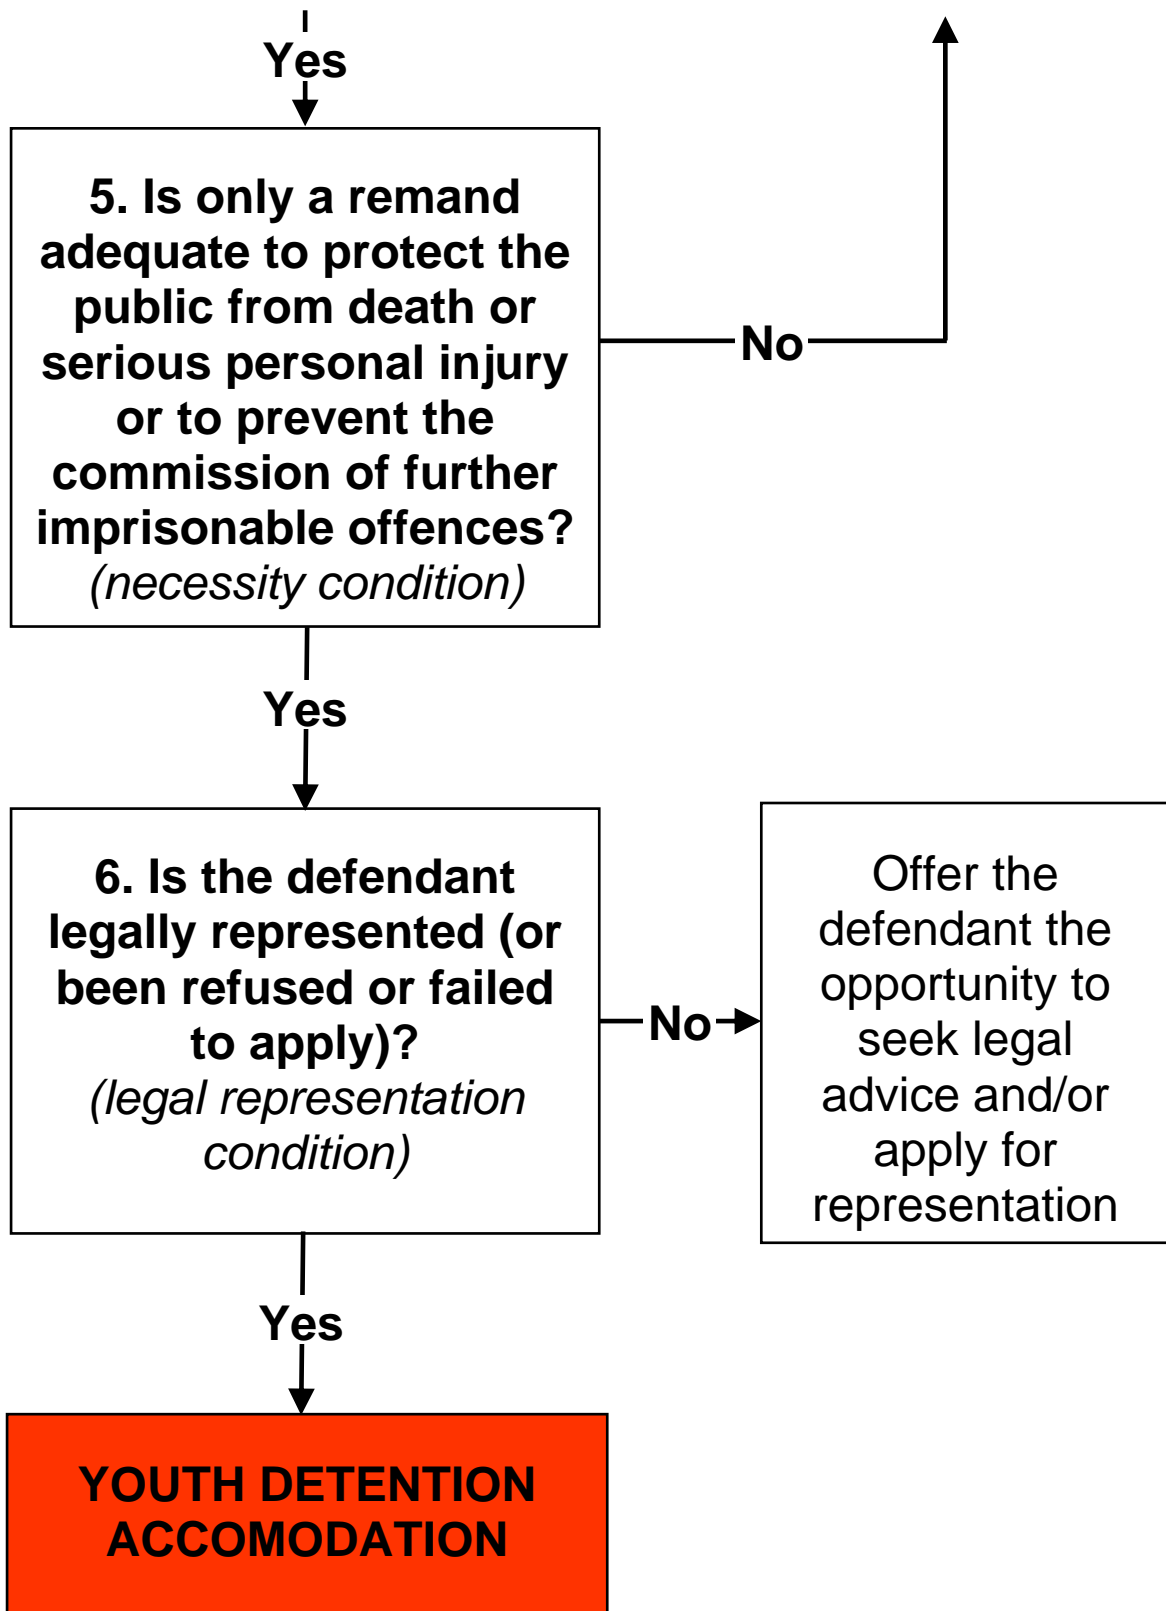 Yes
5. Is only a remand
adequate to protect the
public from death or
serious personal injury
or to prevent the
commission of further
imprisonable offences?
(necessity condition)
No
Yes
6. Is the defendant
legally represented (or
been refused or failed
to apply)?
(legal representation
condition)
No
Offer the
defendant the
opportunity to
seek legal
advice and/or
apply for
representation
Yes
YOUTH DETENTION
ACCOMODATION